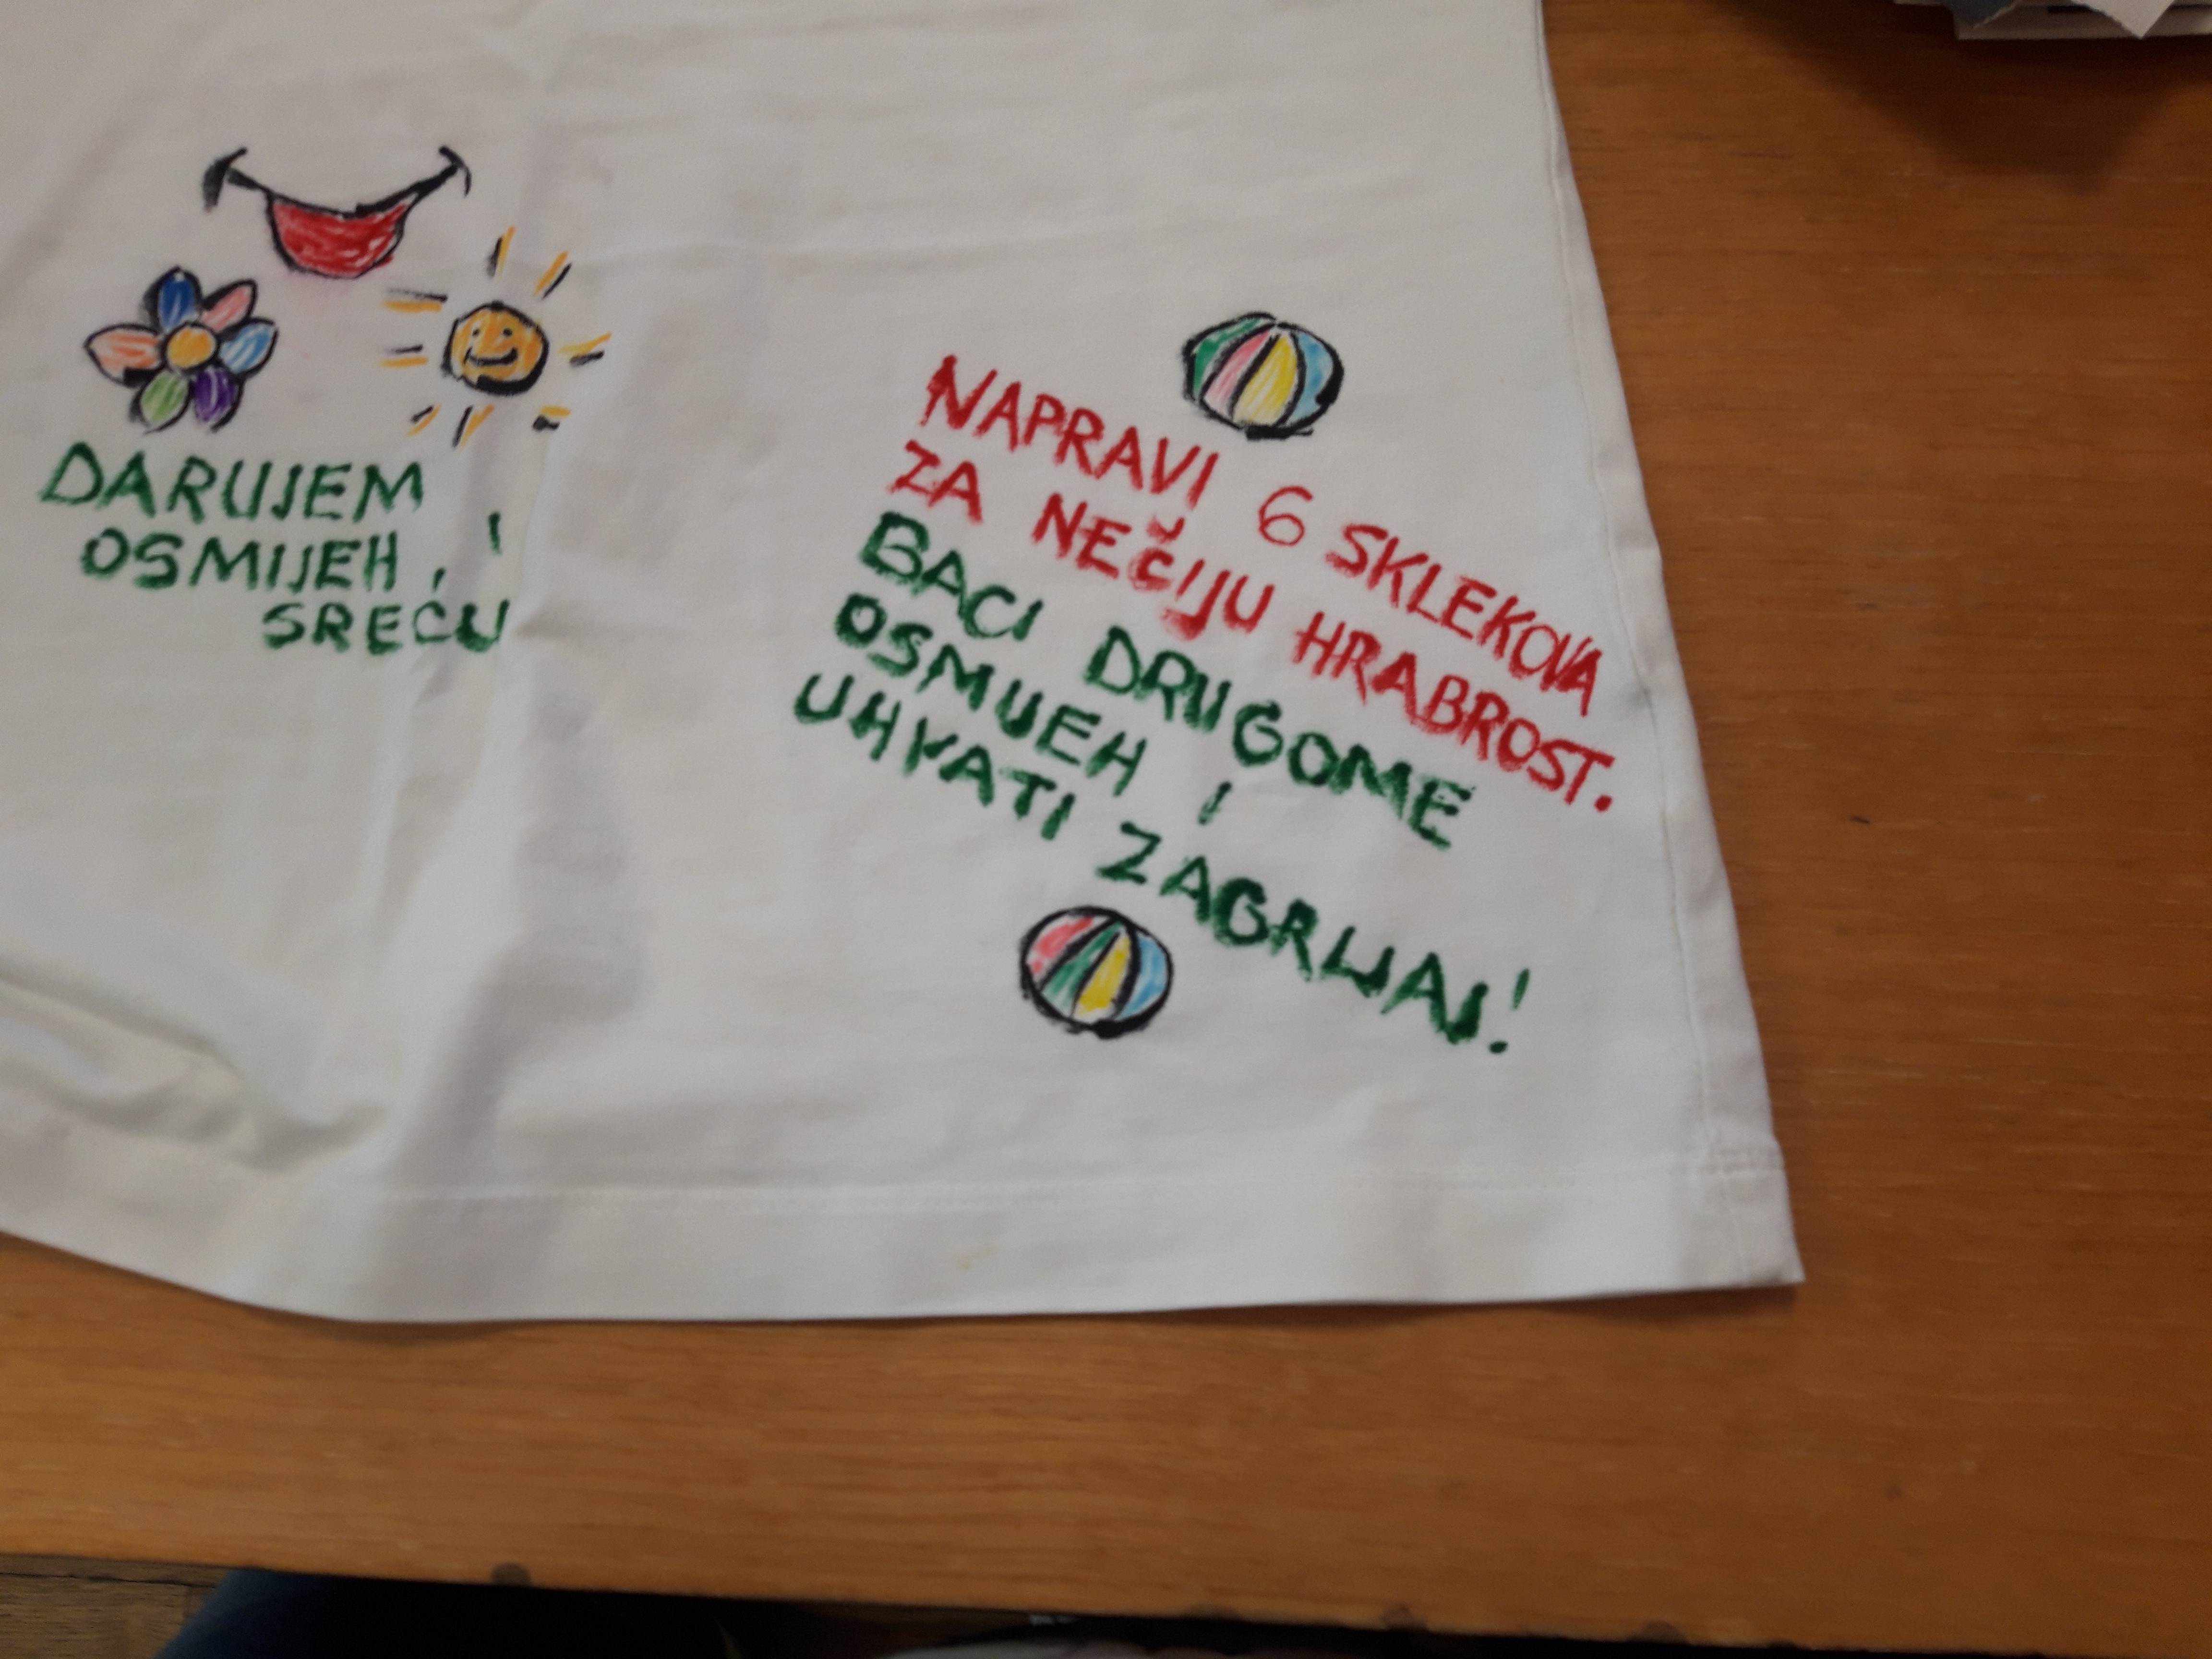 DARUJEM
OSMIJEH, I
SREĆU
NAPRAVI 6 SKLEKOVA
ZA NEČIJU HRABROST.
BACI DRUGOME
OSMIJEH I
UHVATI ZAGRLJAJ!